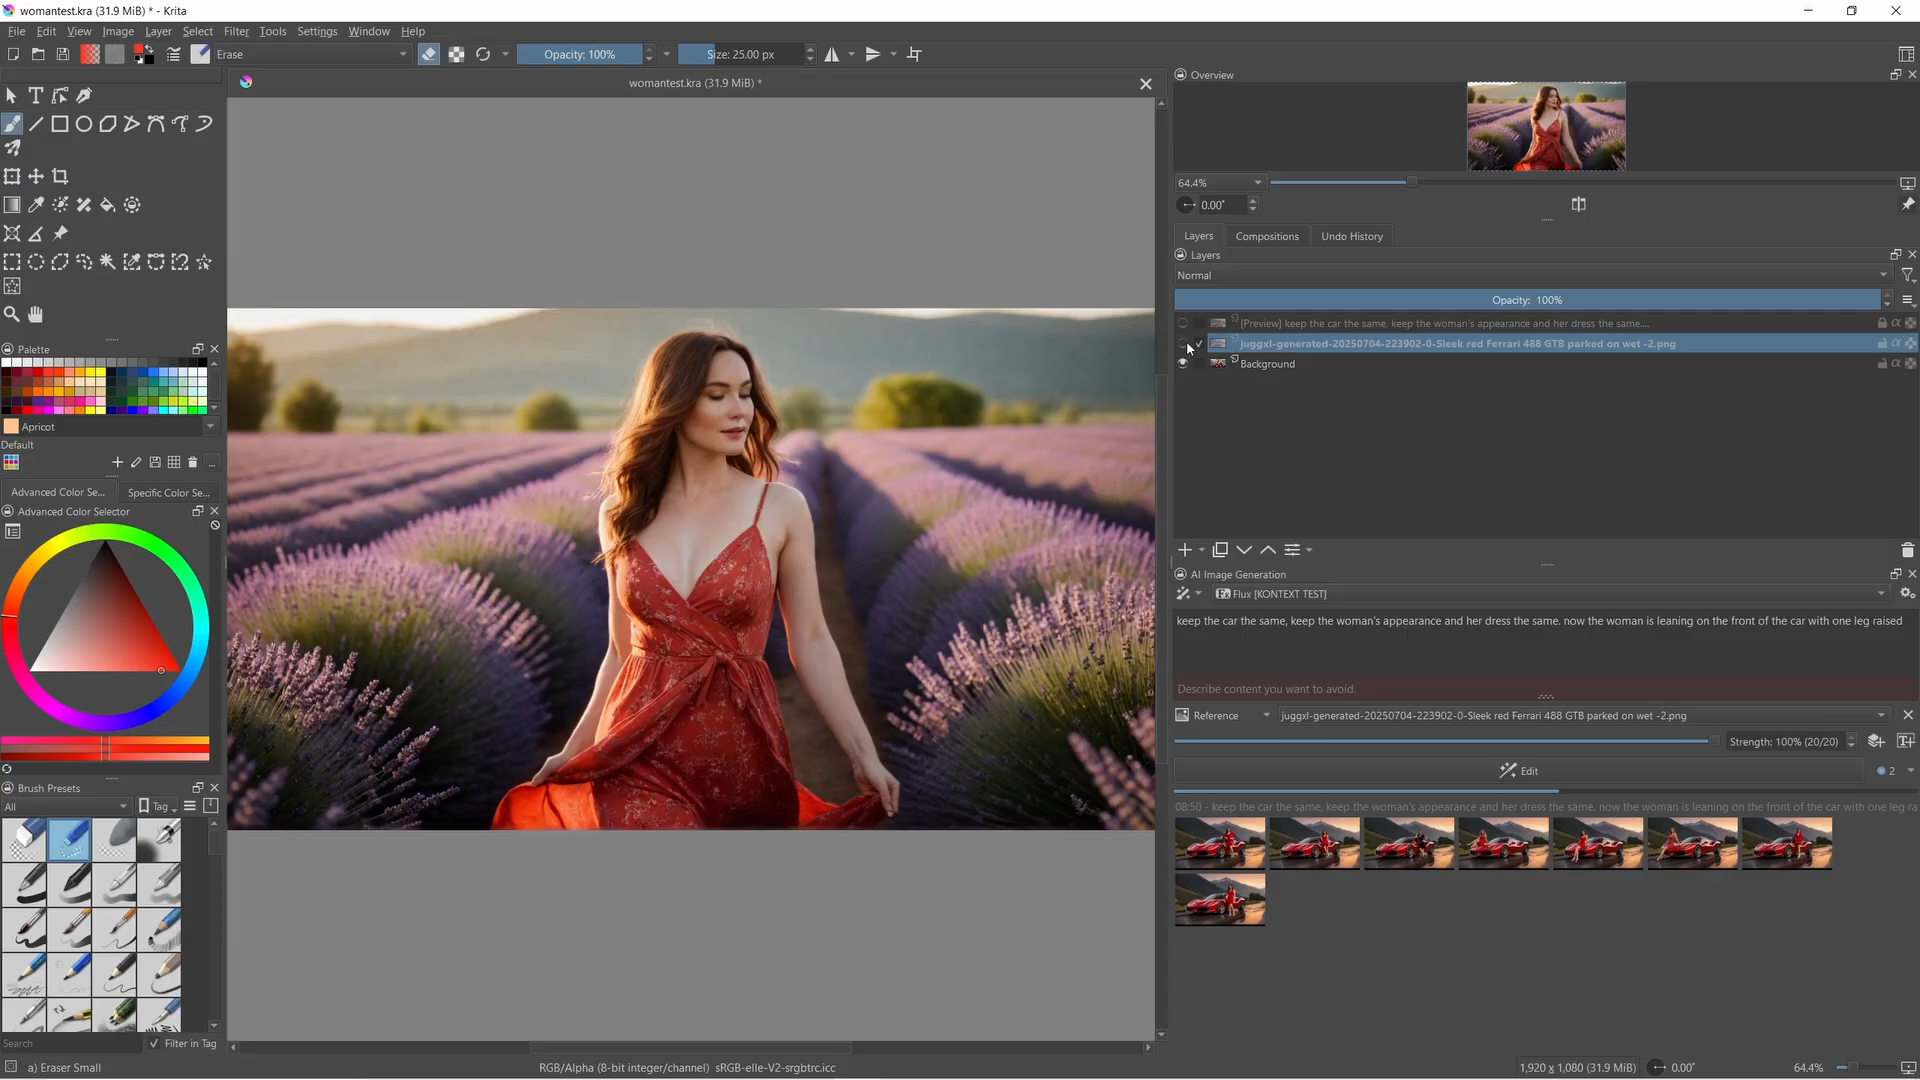 womantest.kra (31.9 MiB) * - Krita
File Edit View Image Layer Select Filter Tools Settings Window Help
Erase
Opacity: 100%
Size: 25.00 px
womantest.kra (31.9 MiB) *
Overview
64.4%
0.00°
Layers Compositions Undo History
Layers
Normal
Opacity: 100%
[Preview] keep the car the same, keep the woman's appearance and her dress the same....
juggxl-generated-20250704-223902-0-Sleek red Ferrari 488 GTB parked on wet -2.png
Background
Palette
Apricot
Default
...
Advanced Color Se... Specific Color Se...
Advanced Color Selector
AI Image Generation
Flux [KONTEXT TEST]
keep the car the same, keep the woman's appearance and her dress the same. now the woman is leaning on the front of the car with one leg raised
Describe content you want to avoid.
Reference
juggxl-generated-20250704-223902-0-Sleek red Ferrari 488 GTB parked on wet -2.png
Strength: 100% (20/20)
Edit
2
08:50 - keep the car the same, keep the woman's appearance and her dress the same. now the woman is leaning on the front of the car with one leg ra
Brush Presets
All
Tag
Search
Filter in Tag
a) Eraser Small
RGB/Alpha (8-bit integer/channel) sRGB-elle-V2-srgbtrc.icc
1,920 x 1,080 (31.9 MiB)
0.00°
64.4%